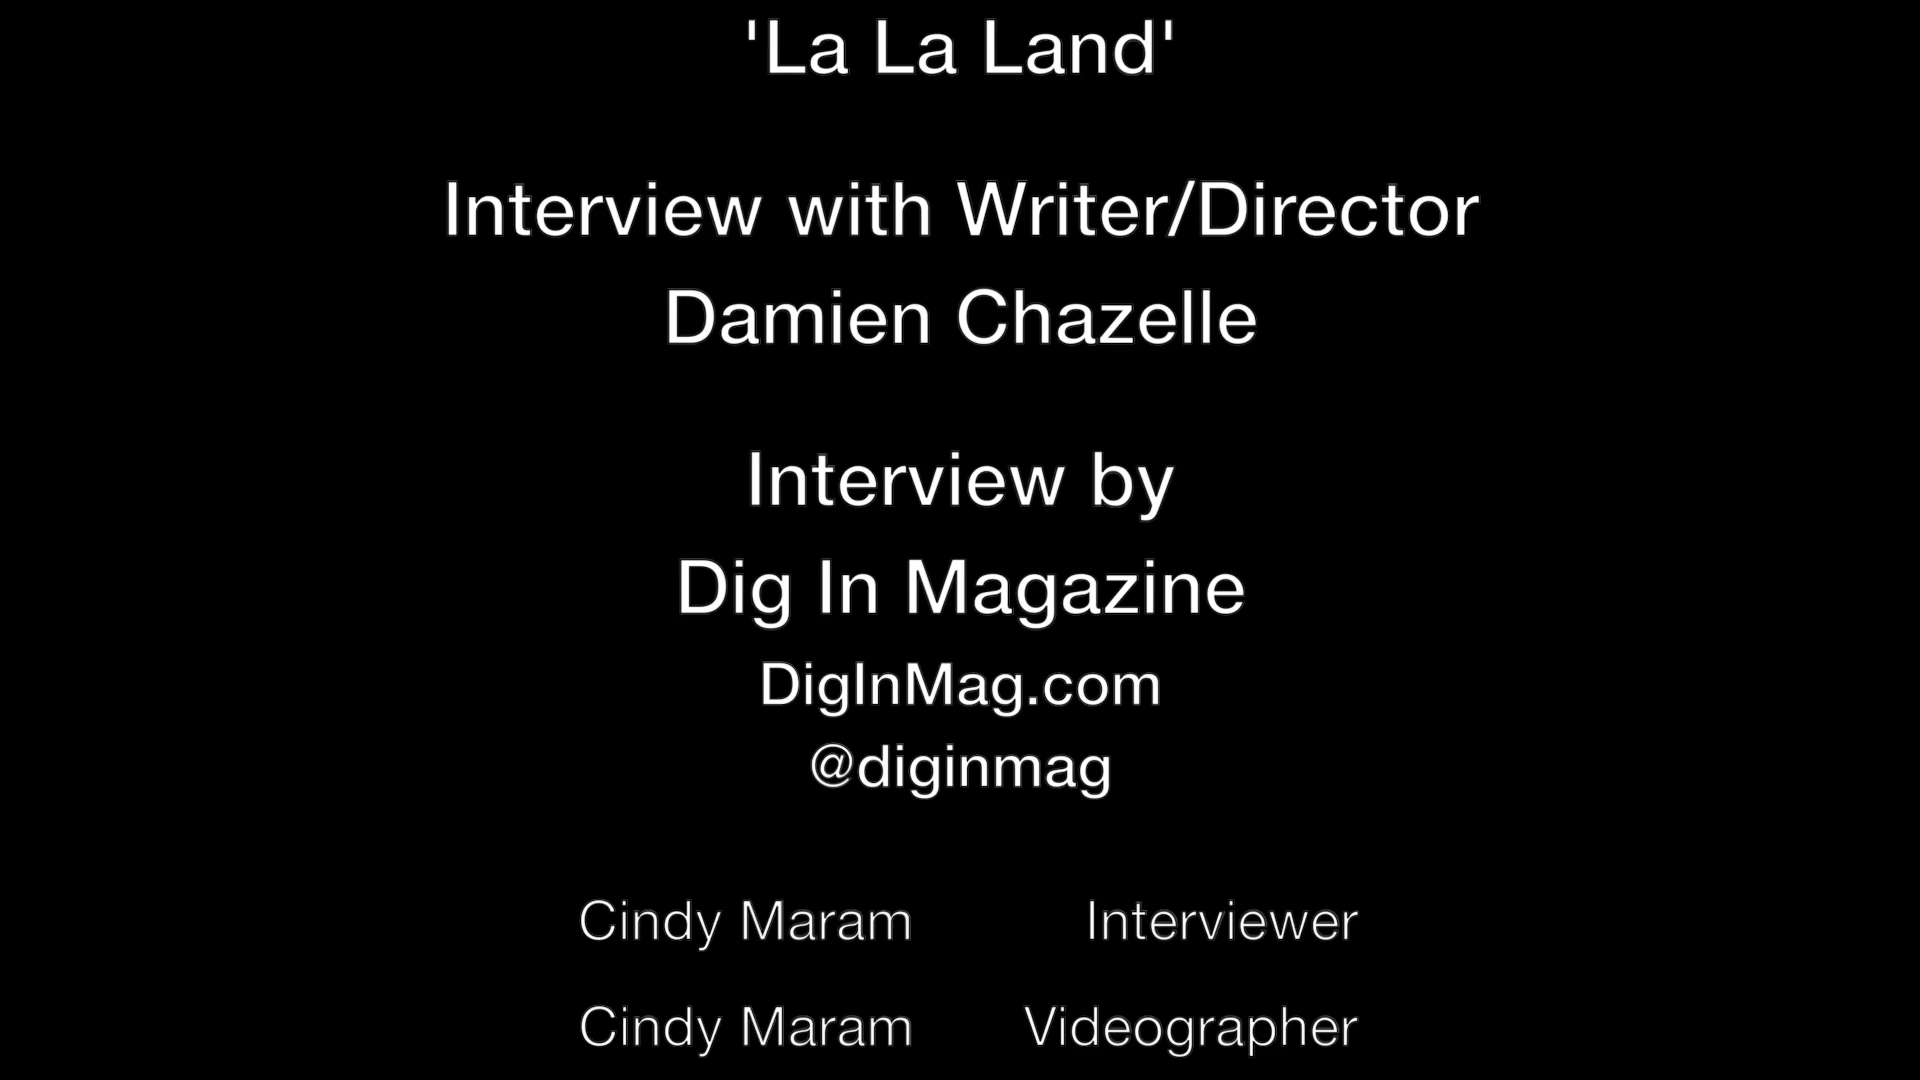 'La La Land'
Interview with Writer/Director
Damien Chazelle
Interview by
Dig In Magazine
DigInMag.com
@diginmag
Cindy Maram Interviewer
Cindy Maram Videographer